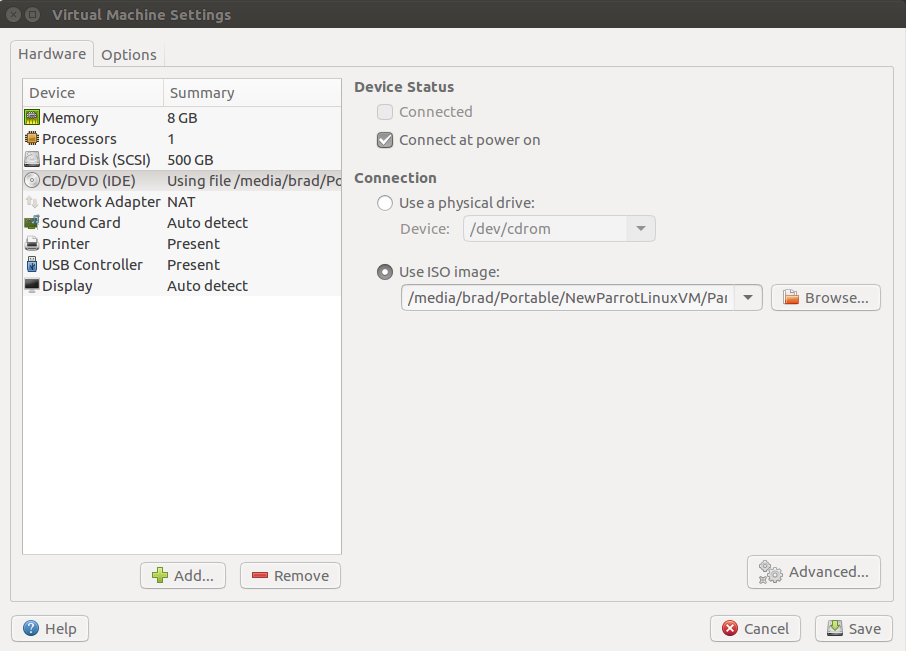 Virtual Machine Settings
Hardware Options
Device Summary
Memory 8 GB
Processors 1
Hard Disk (SCSI) 500 GB
CD/DVD (IDE) Using file /media/brad/Po
Network Adapter NAT
Sound Card Auto detect
Printer Present
USB Controller Present
Display Auto detect
Add... Remove
Device Status
Connected
Connect at power on
Connection
Use a physical drive:
Device: /dev/cdrom
Use ISO image:
/media/brad/Portable/NewParrotLinuxVM/Par Browse...
Advanced...
Help Cancel Save